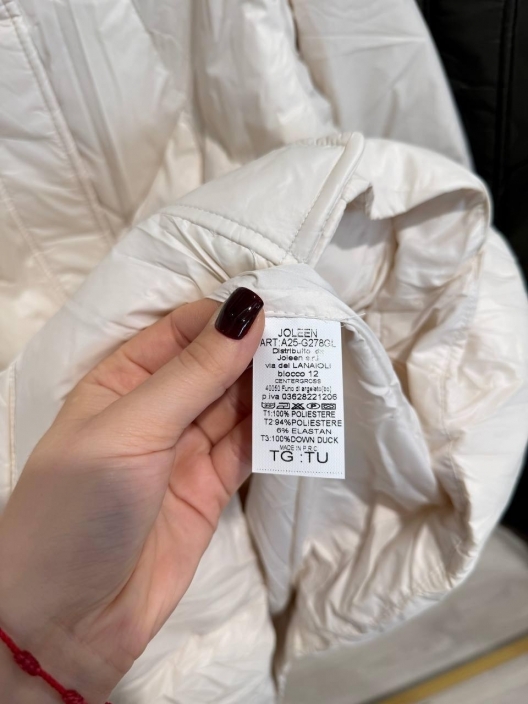 JOLEEN
ART:A25-G278GL
Distribuito da
Joleen s.r.l
via dei LANAIOLI
blocco 12
CENTERGROSS
40050 Funo di argelato(bo)
p iva 03628221206
T1:100% POLIESTERE
T2:94%POLIESTERE
6% ELASTAN
T3:100%DOWN DUCK
MADE IN P.R.C
TG :TU